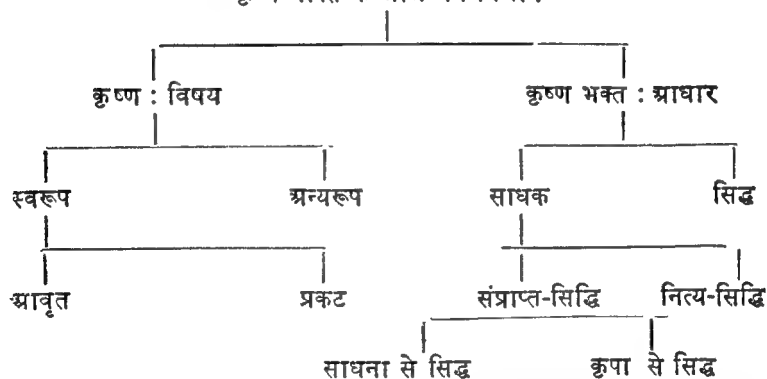 कृष्ण : विषय कृष्ण भक्त : आधार
स्वरूप अन्यरूप साधक सिद्ध
आवृत प्रकट संप्राप्त-सिद्धि नित्य-सिद्धि
साधना से सिद्ध कृपा से सिद्ध